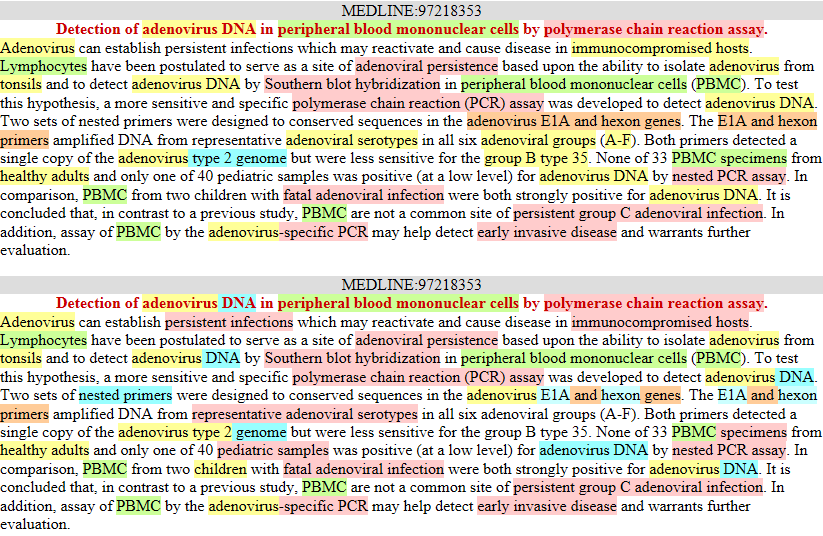 MEDLINE:97218353
Detection of adenovirus DNA in peripheral blood mononuclear cells by polymerase chain reaction assay.
Adenovirus can establish persistent infections which may reactivate and cause disease in immunocompromised hosts.
Lymphocytes have been postulated to serve as a site of adenoviral persistence based upon the ability to isolate adenovirus from
tonsils and to detect adenovirus DNA by Southern blot hybridization in peripheral blood mononuclear cells (PBMC). To test
this hypothesis, a more sensitive and specific polymerase chain reaction (PCR) assay was developed to detect adenovirus DNA.
Two sets of nested primers were designed to conserved sequences in the adenovirus E1A and hexon genes. The E1A and hexon
primers amplified DNA from representative adenoviral serotypes in all six adenoviral groups (A-F). Both primers detected a
single copy of the adenovirus type 2 genome but were less sensitive for the group B type 35. None of 33 PBMC specimens from
healthy adults and only one of 40 pediatric samples was positive (at a low level) for adenovirus DNA by nested PCR assay. In
comparison, PBMC from two children with fatal adenoviral infection were both strongly positive for adenovirus DNA. It is
concluded that, in contrast to a previous study, PBMC are not a common site of persistent group C adenoviral infection. In
addition, assay of PBMC by the adenovirus-specific PCR may help detect early invasive disease and warrants further
evaluation.
MEDLINE:97218353
Detection of adenovirus DNA in peripheral blood mononuclear cells by polymerase chain reaction assay.
Adenovirus can establish persistent infections which may reactivate and cause disease in immunocompromised hosts.
Lymphocytes have been postulated to serve as a site of adenoviral persistence based upon the ability to isolate adenovirus from
tonsils and to detect adenovirus DNA by Southern blot hybridization in peripheral blood mononuclear cells (PBMC). To test
this hypothesis, a more sensitive and specific polymerase chain reaction (PCR) assay was developed to detect adenovirus DNA.
Two sets of nested primers were designed to conserved sequences in the adenovirus E1A and hexon genes. The E1A and hexon
primers amplified DNA from representative adenoviral serotypes in all six adenoviral groups (A-F). Both primers detected a
single copy of the adenovirus type 2 genome but were less sensitive for the group B type 35. None of 33 PBMC specimens from
healthy adults and only one of 40 pediatric samples was positive (at a low level) for adenovirus DNA by nested PCR assay. In
comparison, PBMC from two children with fatal adenoviral infection were both strongly positive for adenovirus DNA. It is
concluded that, in contrast to a previous study, PBMC are not a common site of persistent group C adenoviral infection. In
addition, assay of PBMC by the adenovirus-specific PCR may help detect early invasive disease and warrants further
evaluation.